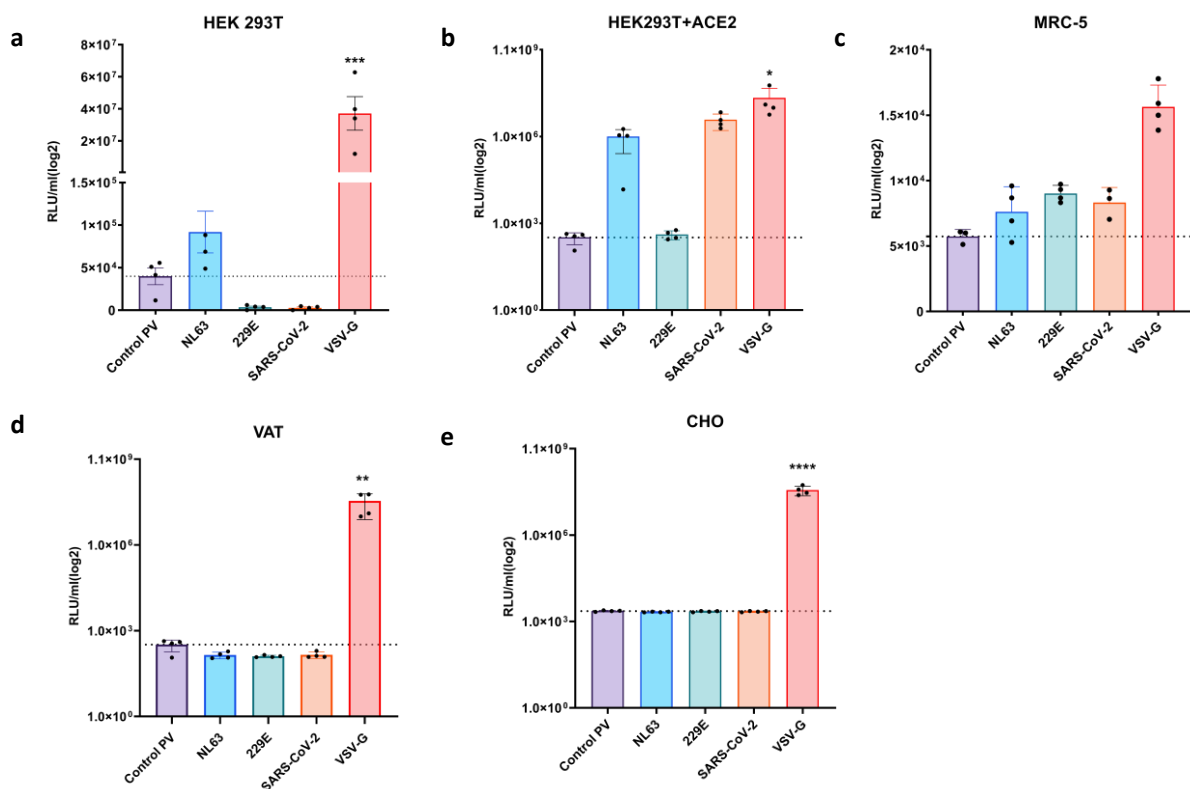 a
HEK 293T
RLU/ml(log2)
8×10⁷
6×10⁷
4×10⁷
2×10⁷
1.5×10⁵
1×10⁵
5×10⁴
0
***
Control PV
NL63
229E
SARS-CoV-2
VSV-G
b
HEK293T+ACE2
RLU/ml(log2)
1.1×10⁹
1.0×10⁶
1.0×10³
1.0×10⁰
*
Control PV
NL63
229E
SARS-CoV-2
VSV-G
c
MRC-5
RLU/ml(log2)
2×10⁴
2×10⁴
1×10⁴
5×10³
0
Control PV
NL63
229E
SARS-CoV-2
VSV-G
d
VAT
RLU/ml(log2)
1.1×10⁹
1.0×10⁶
1.0×10³
1.0×10⁰
**
Control PV
NL63
229E
SARS-CoV-2
VSV-G
e
CHO
RLU/ml(log2)
1.1×10⁹
1.0×10⁶
1.0×10³
1.0×10⁰
****
Control PV
NL63
229E
SARS-CoV-2
VSV-G